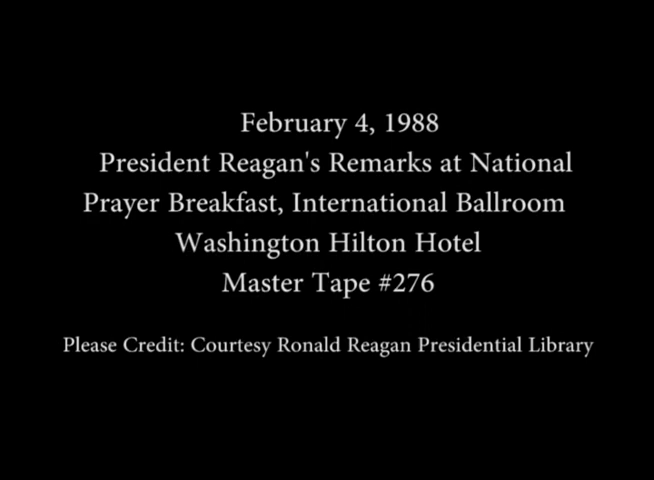 February 4, 1988
President Reagan's Remarks at National
Prayer Breakfast, International Ballroom
Washington Hilton Hotel
Master Tape #276
Please Credit: Courtesy Ronald Reagan Presidential Library